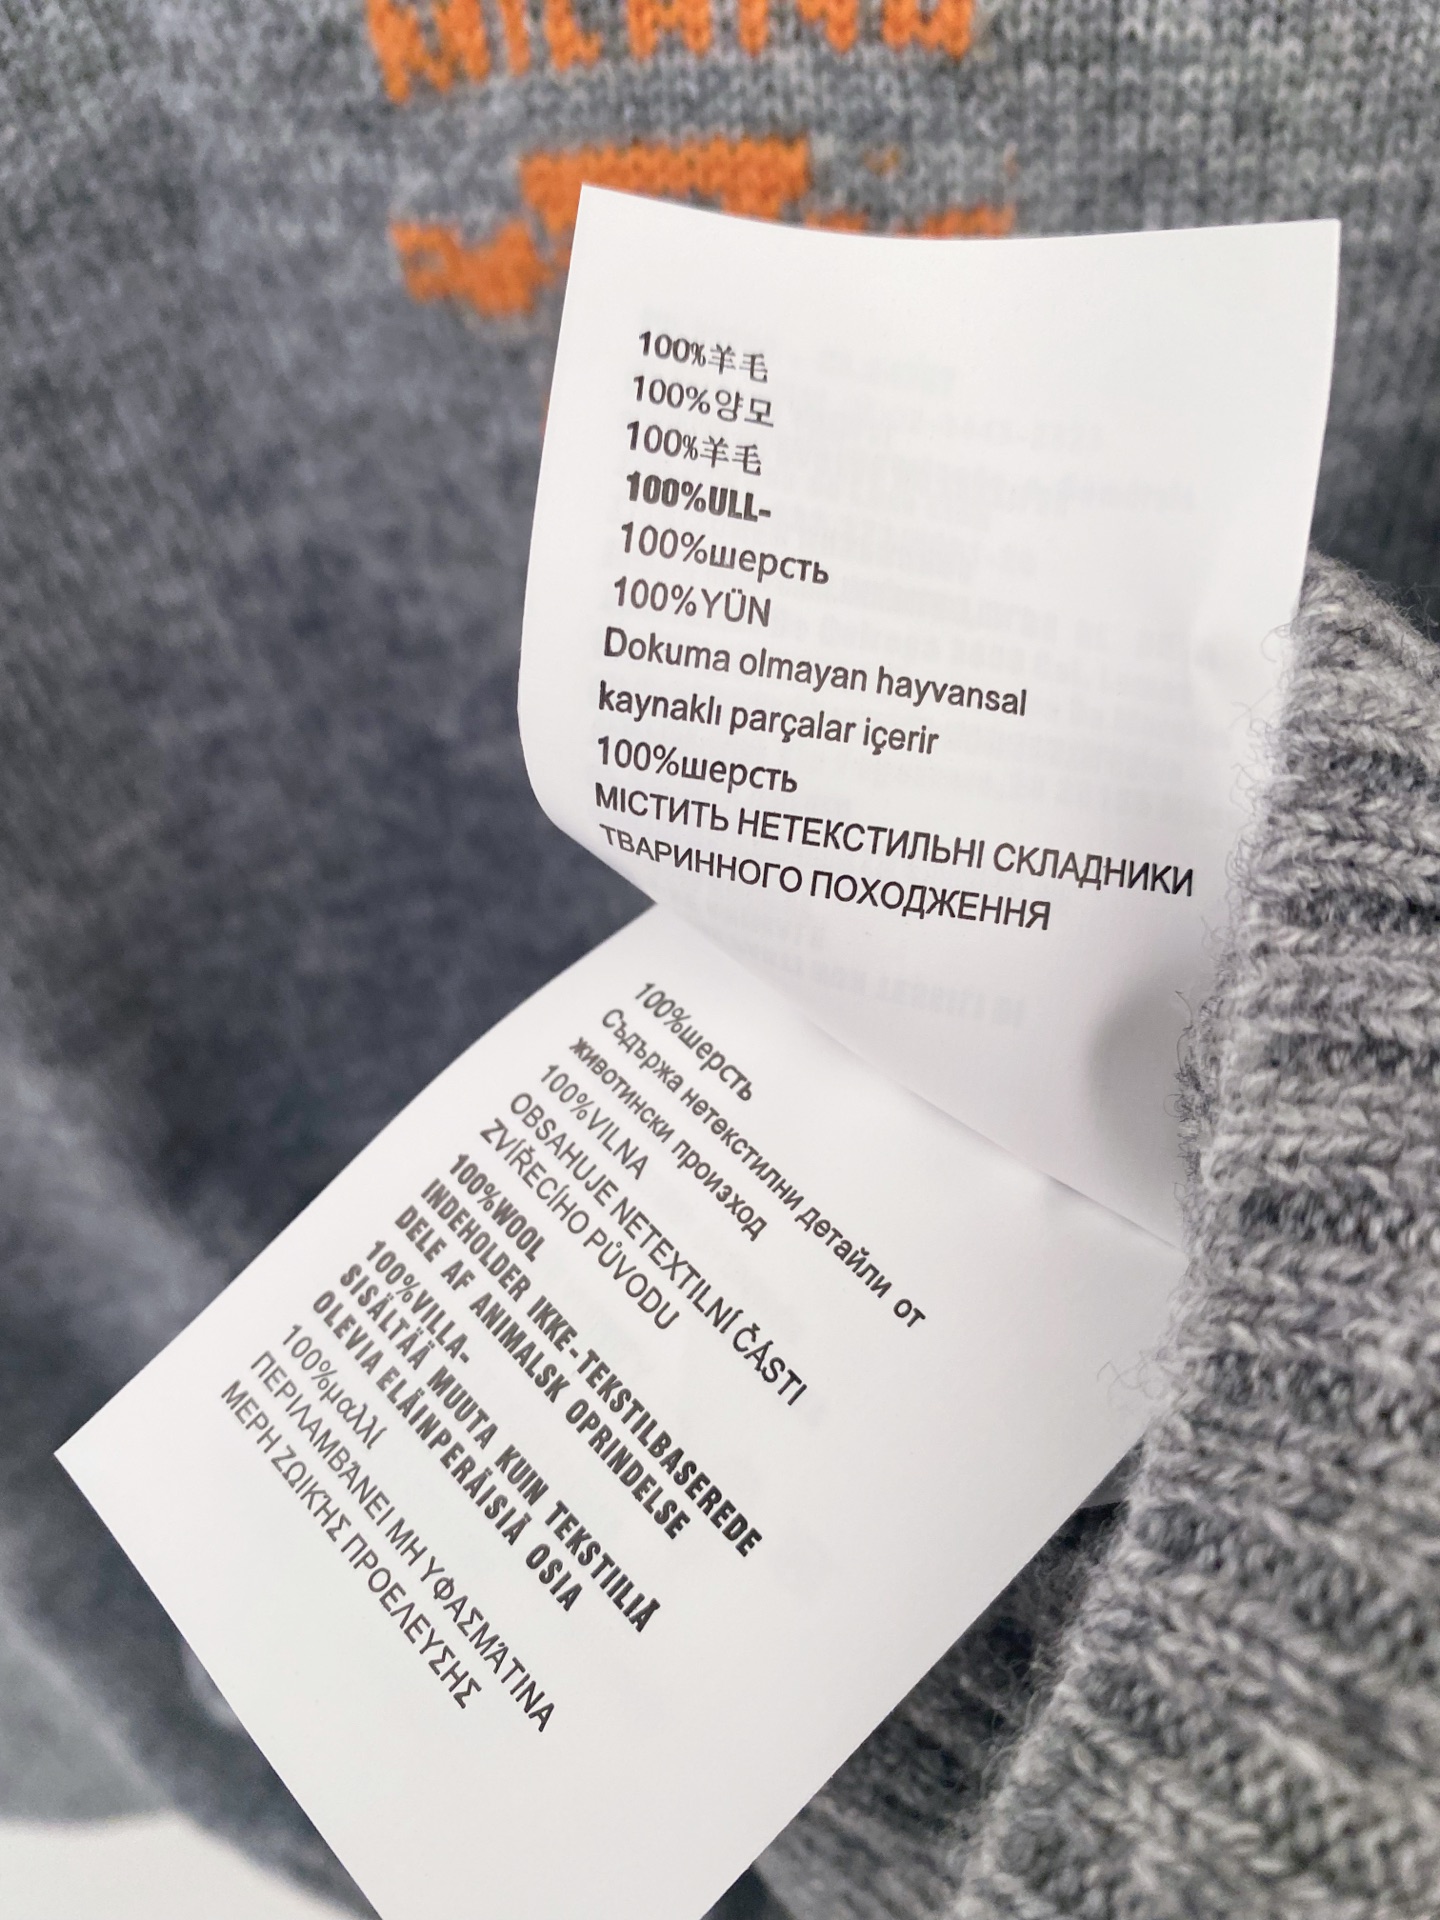 100%羊毛
100%양모
100%羊毛
100%ULL-
100%шерсть
100%YÜN
Dokuma olmayan hayvansal
kaynaklı parçalar içerir
100%шерсть
МІСТИТЬ НЕТЕКСТИЛЬНІ СКЛАДНИКИ
ТВАРИННОГО ПОХОДЖЕННЯ
100%шерсть
Съдържа нетекстилни детайли от
животински произход
100%VILNA
OBSAHUJE NETEXTILNÍ ČÁSTI
ZVÍŘECÍHO PŮVODU
100%WOOL
INDEHOLDER IKKE-TEKSTILBASEREDE
DELE AF ANIMALSK OPRINDELSE
100%VILLA-
SISÄLTÄÄ MUUTA KUIN TEKSTIILIÄ
OLEVIA ELÄINPERÄISIÄ OSIA
100%μαλλί
ΠΕΡΙΛΑΜΒΆΝΕΙ ΜΗ ΥΦΑΣΜΆΤΙΝΑ
ΜΕΡΗ ΖΩΙΚΉΣ ΠΡΟΕΛΕΥΣΗΣ